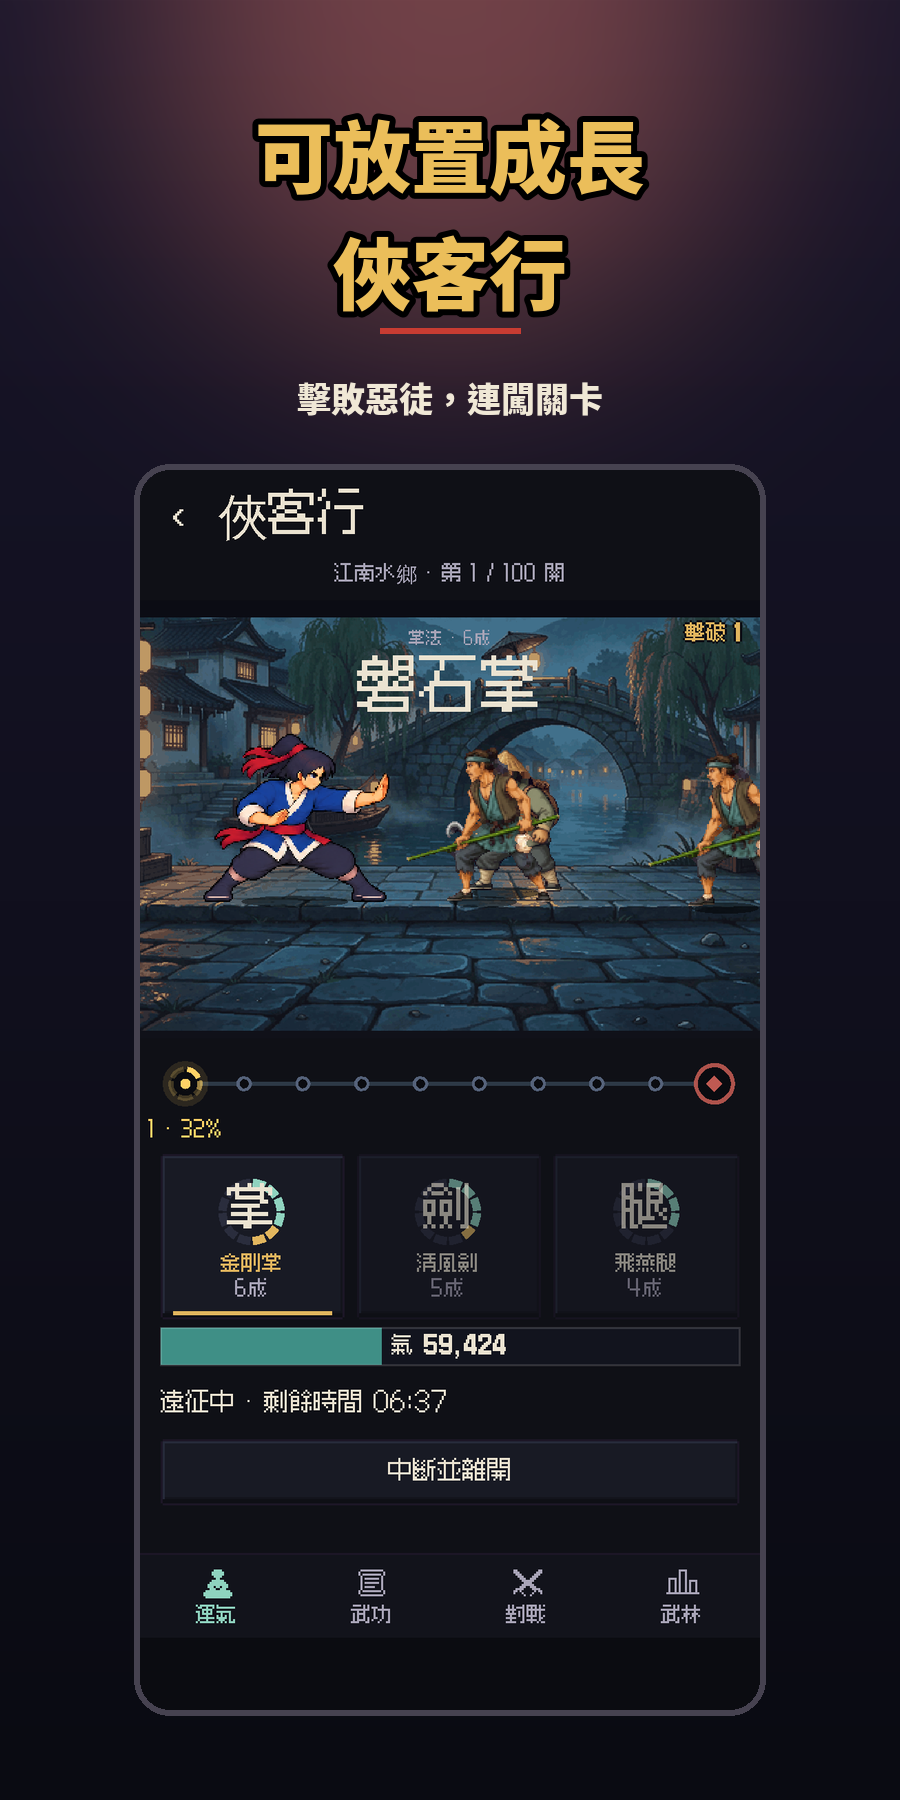 可放置成長
俠客行
擊敗惡徒，連闖關卡
‹ 俠客行
江南水鄉 · 第 1 / 100 關
擊破 1
掌法 · 6成
磐石掌
1 · 32%
掌
金剛掌
6成
劍
清風劍
5成
腿
飛燕腿
4成
氣 59,424
遠征中 · 剩餘時間 06:37
中斷並離開
運氣
武功
對戰
武林